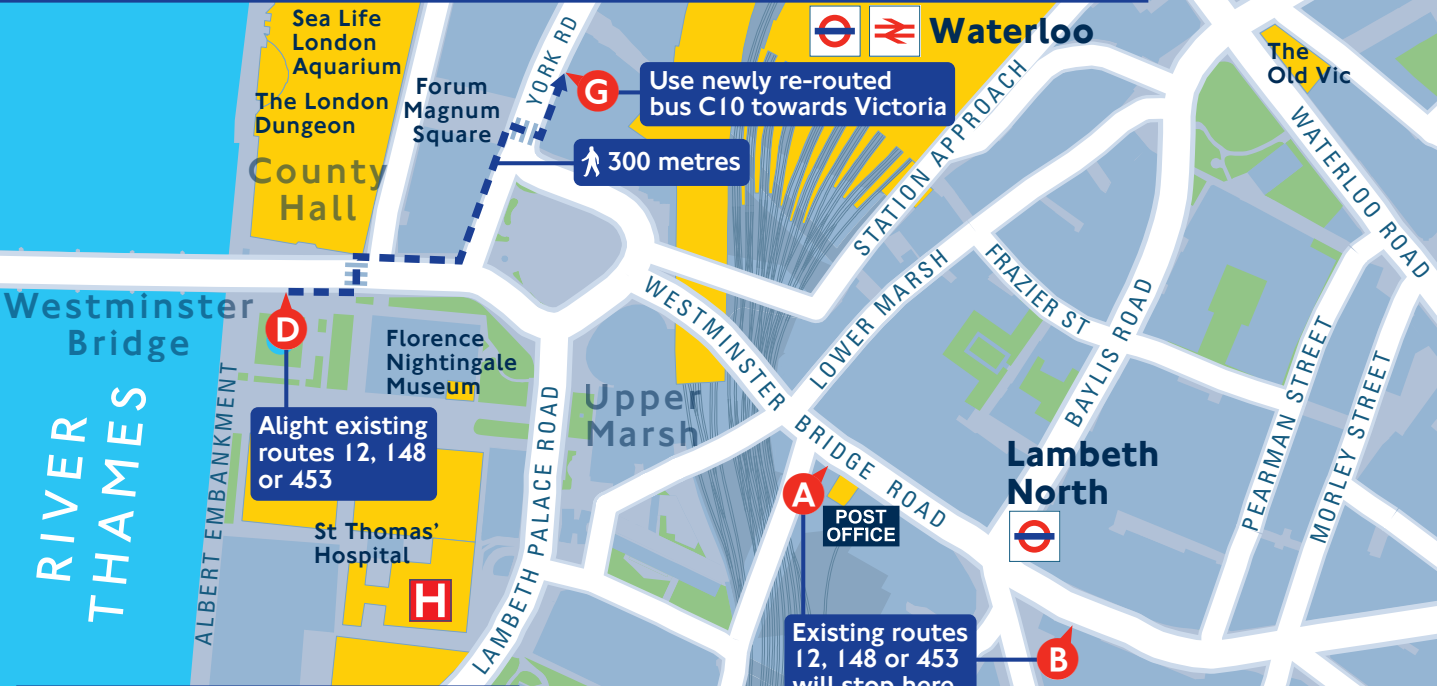 Sea Life
London
Aquarium
The London
Dungeon
County
Hall
Forum
Magnum
Square
YORK RD
G
Use newly re-routed
bus C10 towards Victoria
300 metres
Waterloo
The
Old Vic
STATION APPROACH
WATERLOO ROAD
Westminster
Bridge
D
Florence
Nightingale
Museum
Alight existing
routes 12, 148
or 453
RIVER
THAMES
ALBERT EMBANKMENT
St Thomas'
Hospital
H
LAMBETH PALACE ROAD
Upper
Marsh
WESTMINSTER BRIDGE ROAD
LOWER MARSH
FRAZIER ST
BAYLIS ROAD
PEARMAN STREET
MORLEY STREET
Lambeth
North
A
POST
OFFICE
Existing routes
12, 148 or 453
will stop here
B